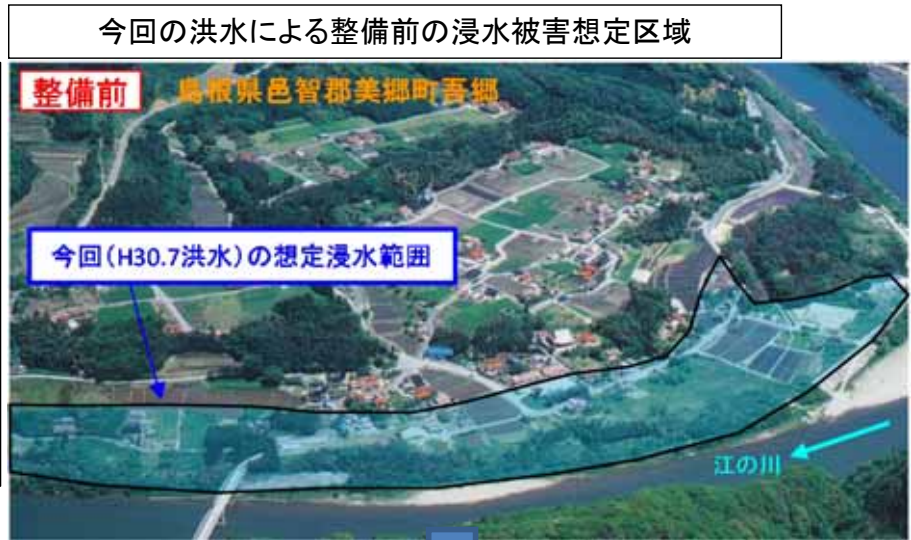 今回の洪水による整備前の浸水被害想定区域
整備前
島根県邑智郡美郷町吾郷
今回(H30.7洪水)の想定浸水範囲
江の川